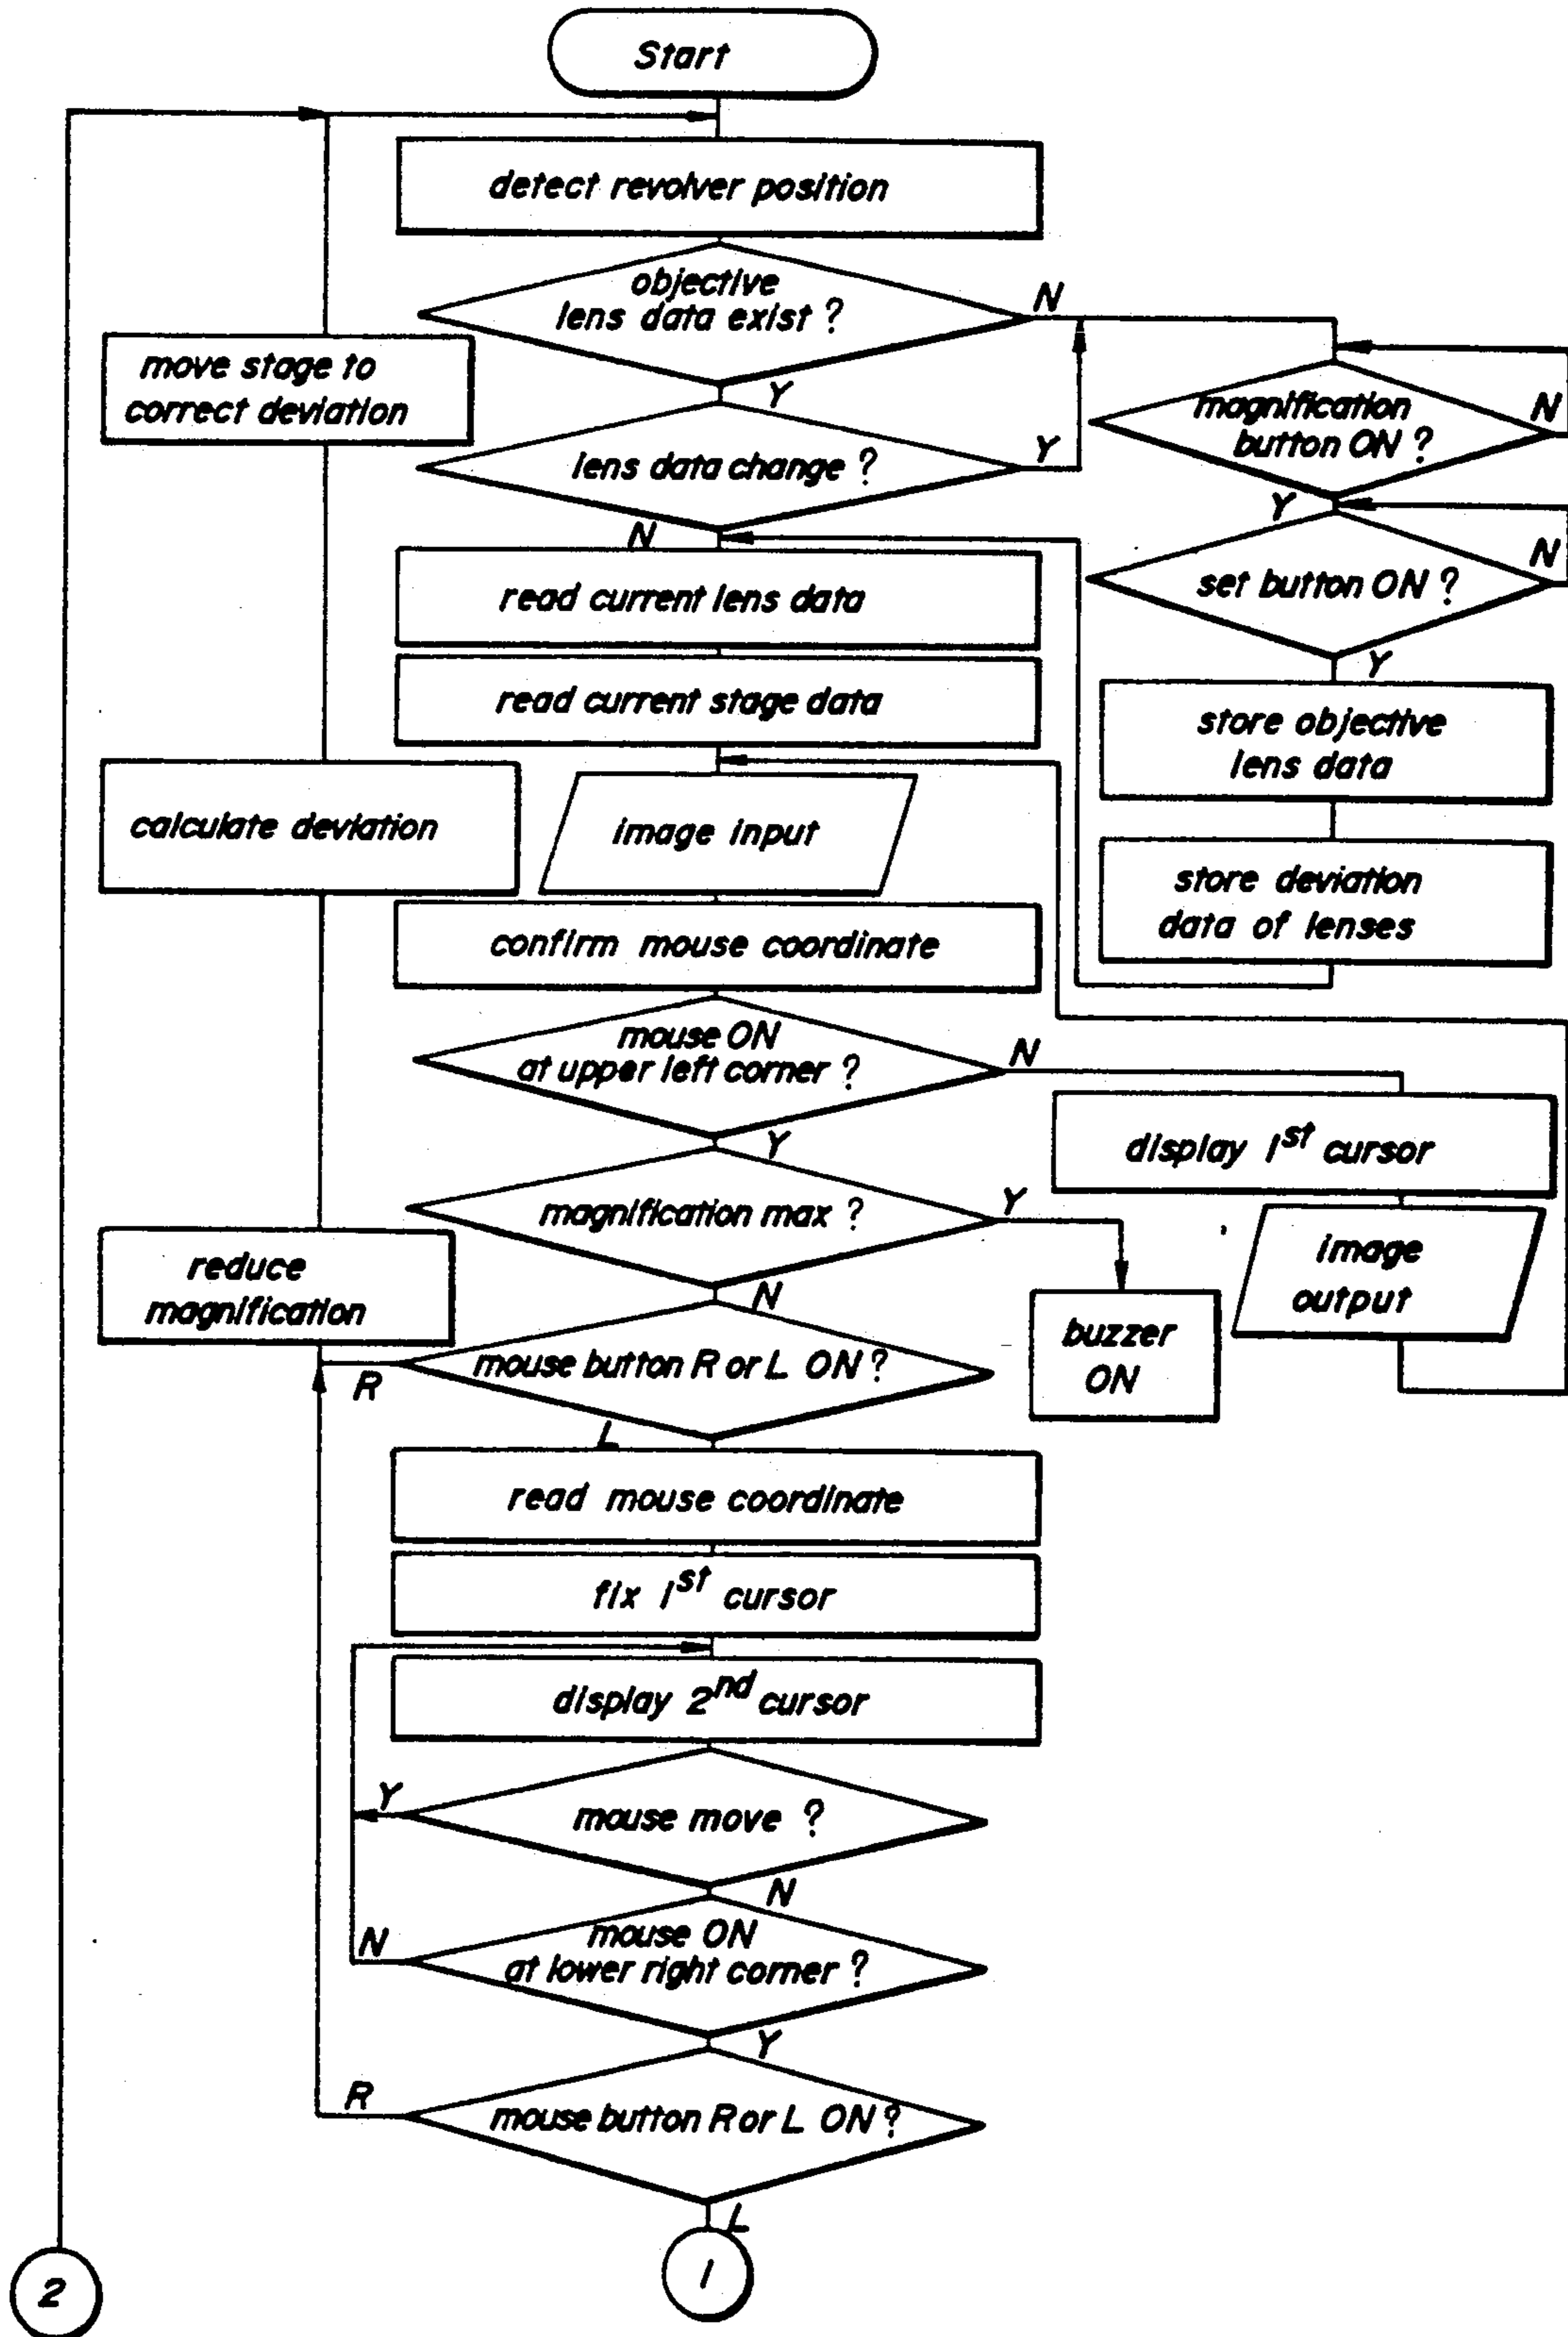 Start
detect revolver position
objective
lens data exist ?
N
Y
move stage to
correct deviation
lens data change ?
Y
N
magnification
button ON ?
N
Y
set button ON ?
N
Y
read current lens data
read current stage data
store objective
lens data
calculate deviation
image input
store deviation
data of lenses
confirm mouse coordinate
mouse ON
at upper left corner ?
N
Y
display 1st cursor
magnification max ?
Y
N
image
output
reduce
magnification
buzzer
ON
mouse button R or L ON ?
R
L
read mouse coordinate
fix 1st cursor
display 2nd cursor
mouse move ?
Y
N
mouse ON
at lower right corner ?
N
Y
mouse button R or L ON ?
R
L
2
1